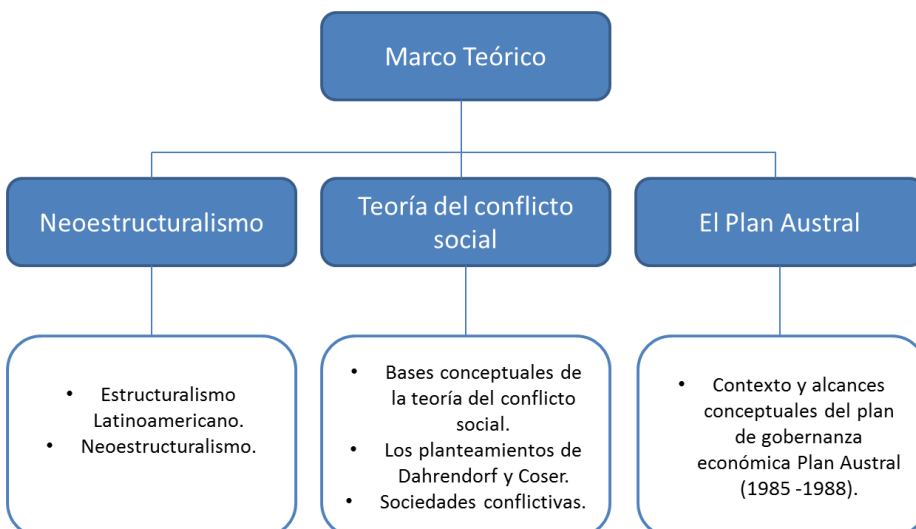 Marco Teórico
Neoestructuralismo
Teoría del conflicto
social
El Plan Austral
• Estructuralismo
Latinoamericano.
• Neoestructuralismo.
• Bases conceptuales de
la teoría del conflicto
social.
• Los planteamientos de
Dahrendorf y Coser.
• Sociedades conflictivas.
• Contexto y alcances
conceptuales del plan
de gobernanza
económica Plan Austral
(1985 -1988).